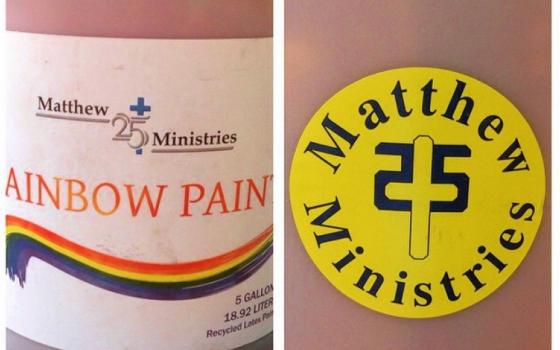 Matthew
25
Ministries
AINBOW PAINT
5 GALLON
18.92 LITER
Recycled Latex Pain
Matthew
25
Ministries